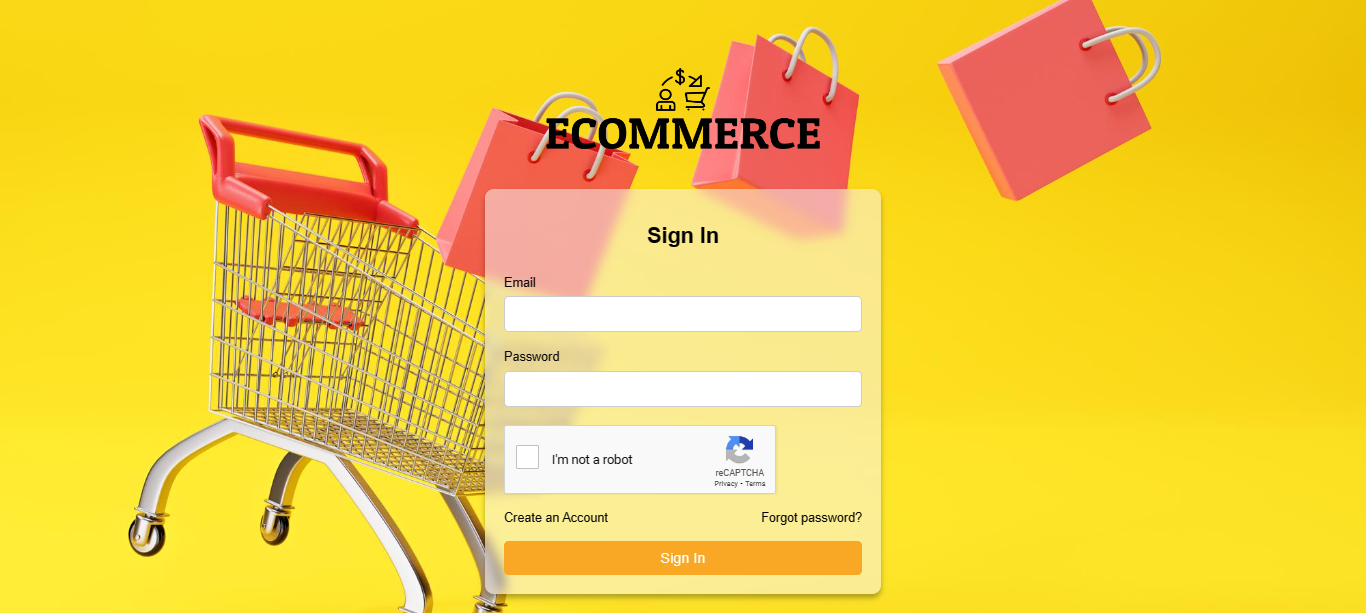 $
ECOMMERCE
Sign In
Email
Password
I'm not a robot
reCAPTCHA
Privacy - Terms
Create an Account Forgot password?
Sign In